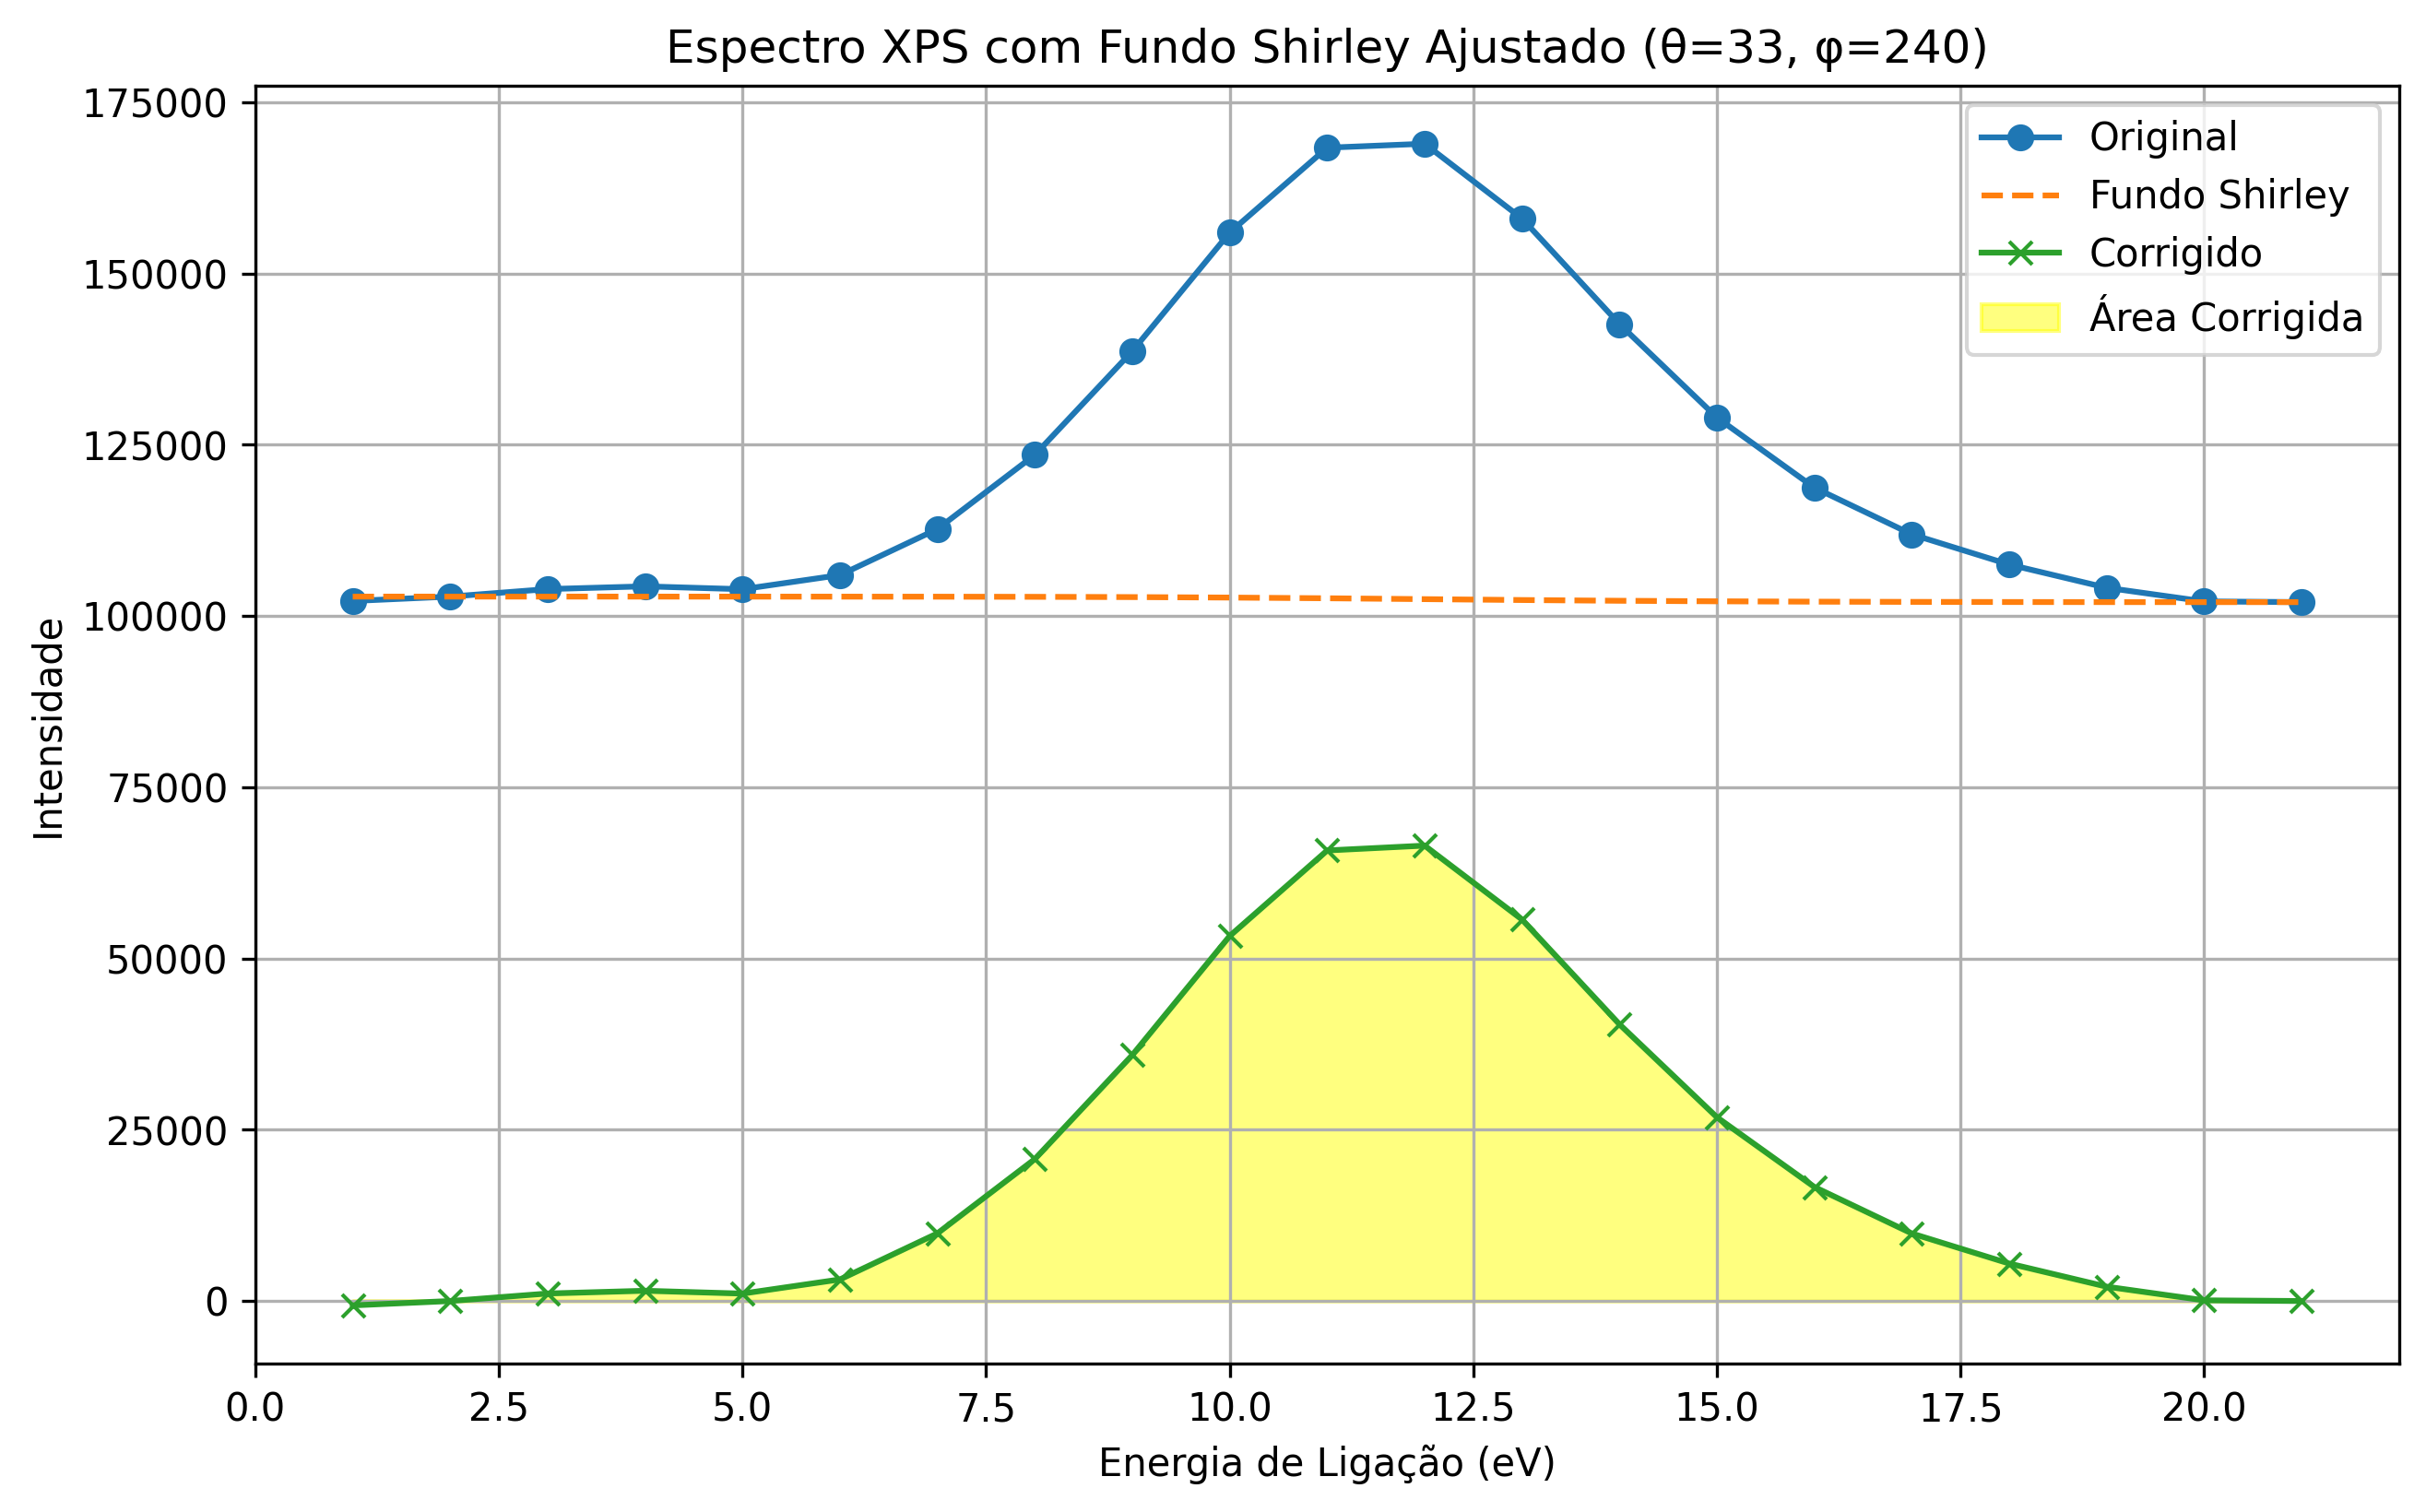 Espectro XPS com Fundo Shirley Ajustado (θ=33, φ=240)
175000
150000
125000
100000
75000
50000
25000
0
Intensidade
Original
Fundo Shirley
Corrigido
Área Corrigida
0.0 2.5 5.0 7.5 10.0 12.5 15.0 17.5 20.0
Energia de Ligação (eV)